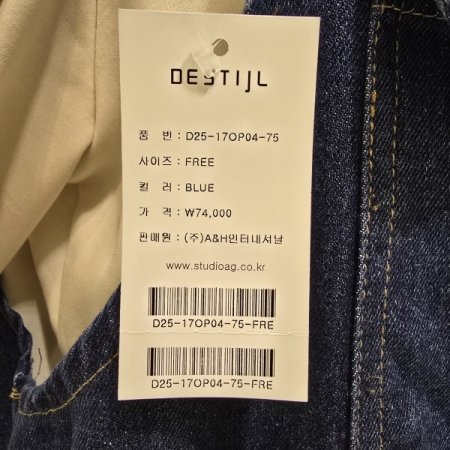 DESTIJL
품 번 : D25-17OP04-75
사이즈 : FREE
컬 러 : BLUE
가 격 : ₩74,000
판매원 : (주)A&H인터내셔날
www.studioag.co.kr
D25-17OP04-75-FRE
D25-17OP04-75-FRE